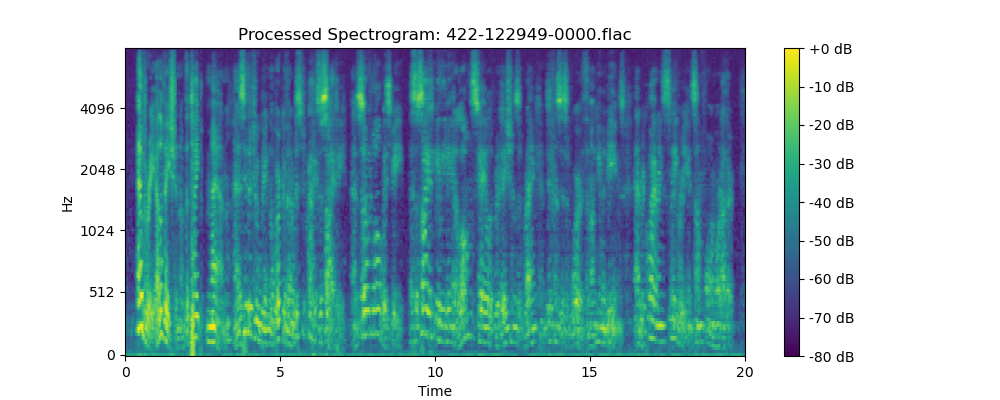 Processed Spectrogram: 422-122949-0000.flac
Hz
4096
2048
1024
512
0
0 5 10 15 20
Time
+0 dB
-10 dB
-20 dB
-30 dB
-40 dB
-50 dB
-60 dB
-70 dB
-80 dB